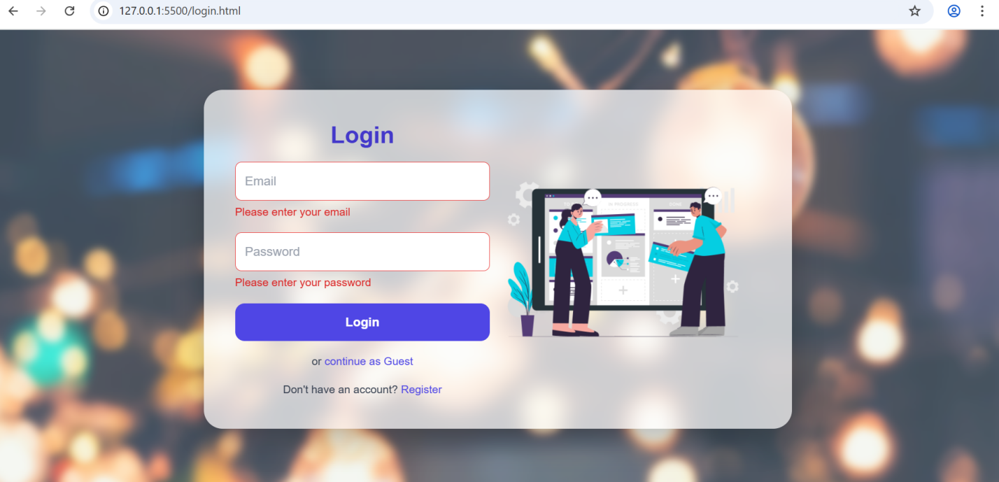 127.0.0.1:5500/login.html
Login
Email
Please enter your email
Password
Please enter your password
Login
or continue as Guest
Don't have an account? Register
TO
IN PROGRESS
DONE